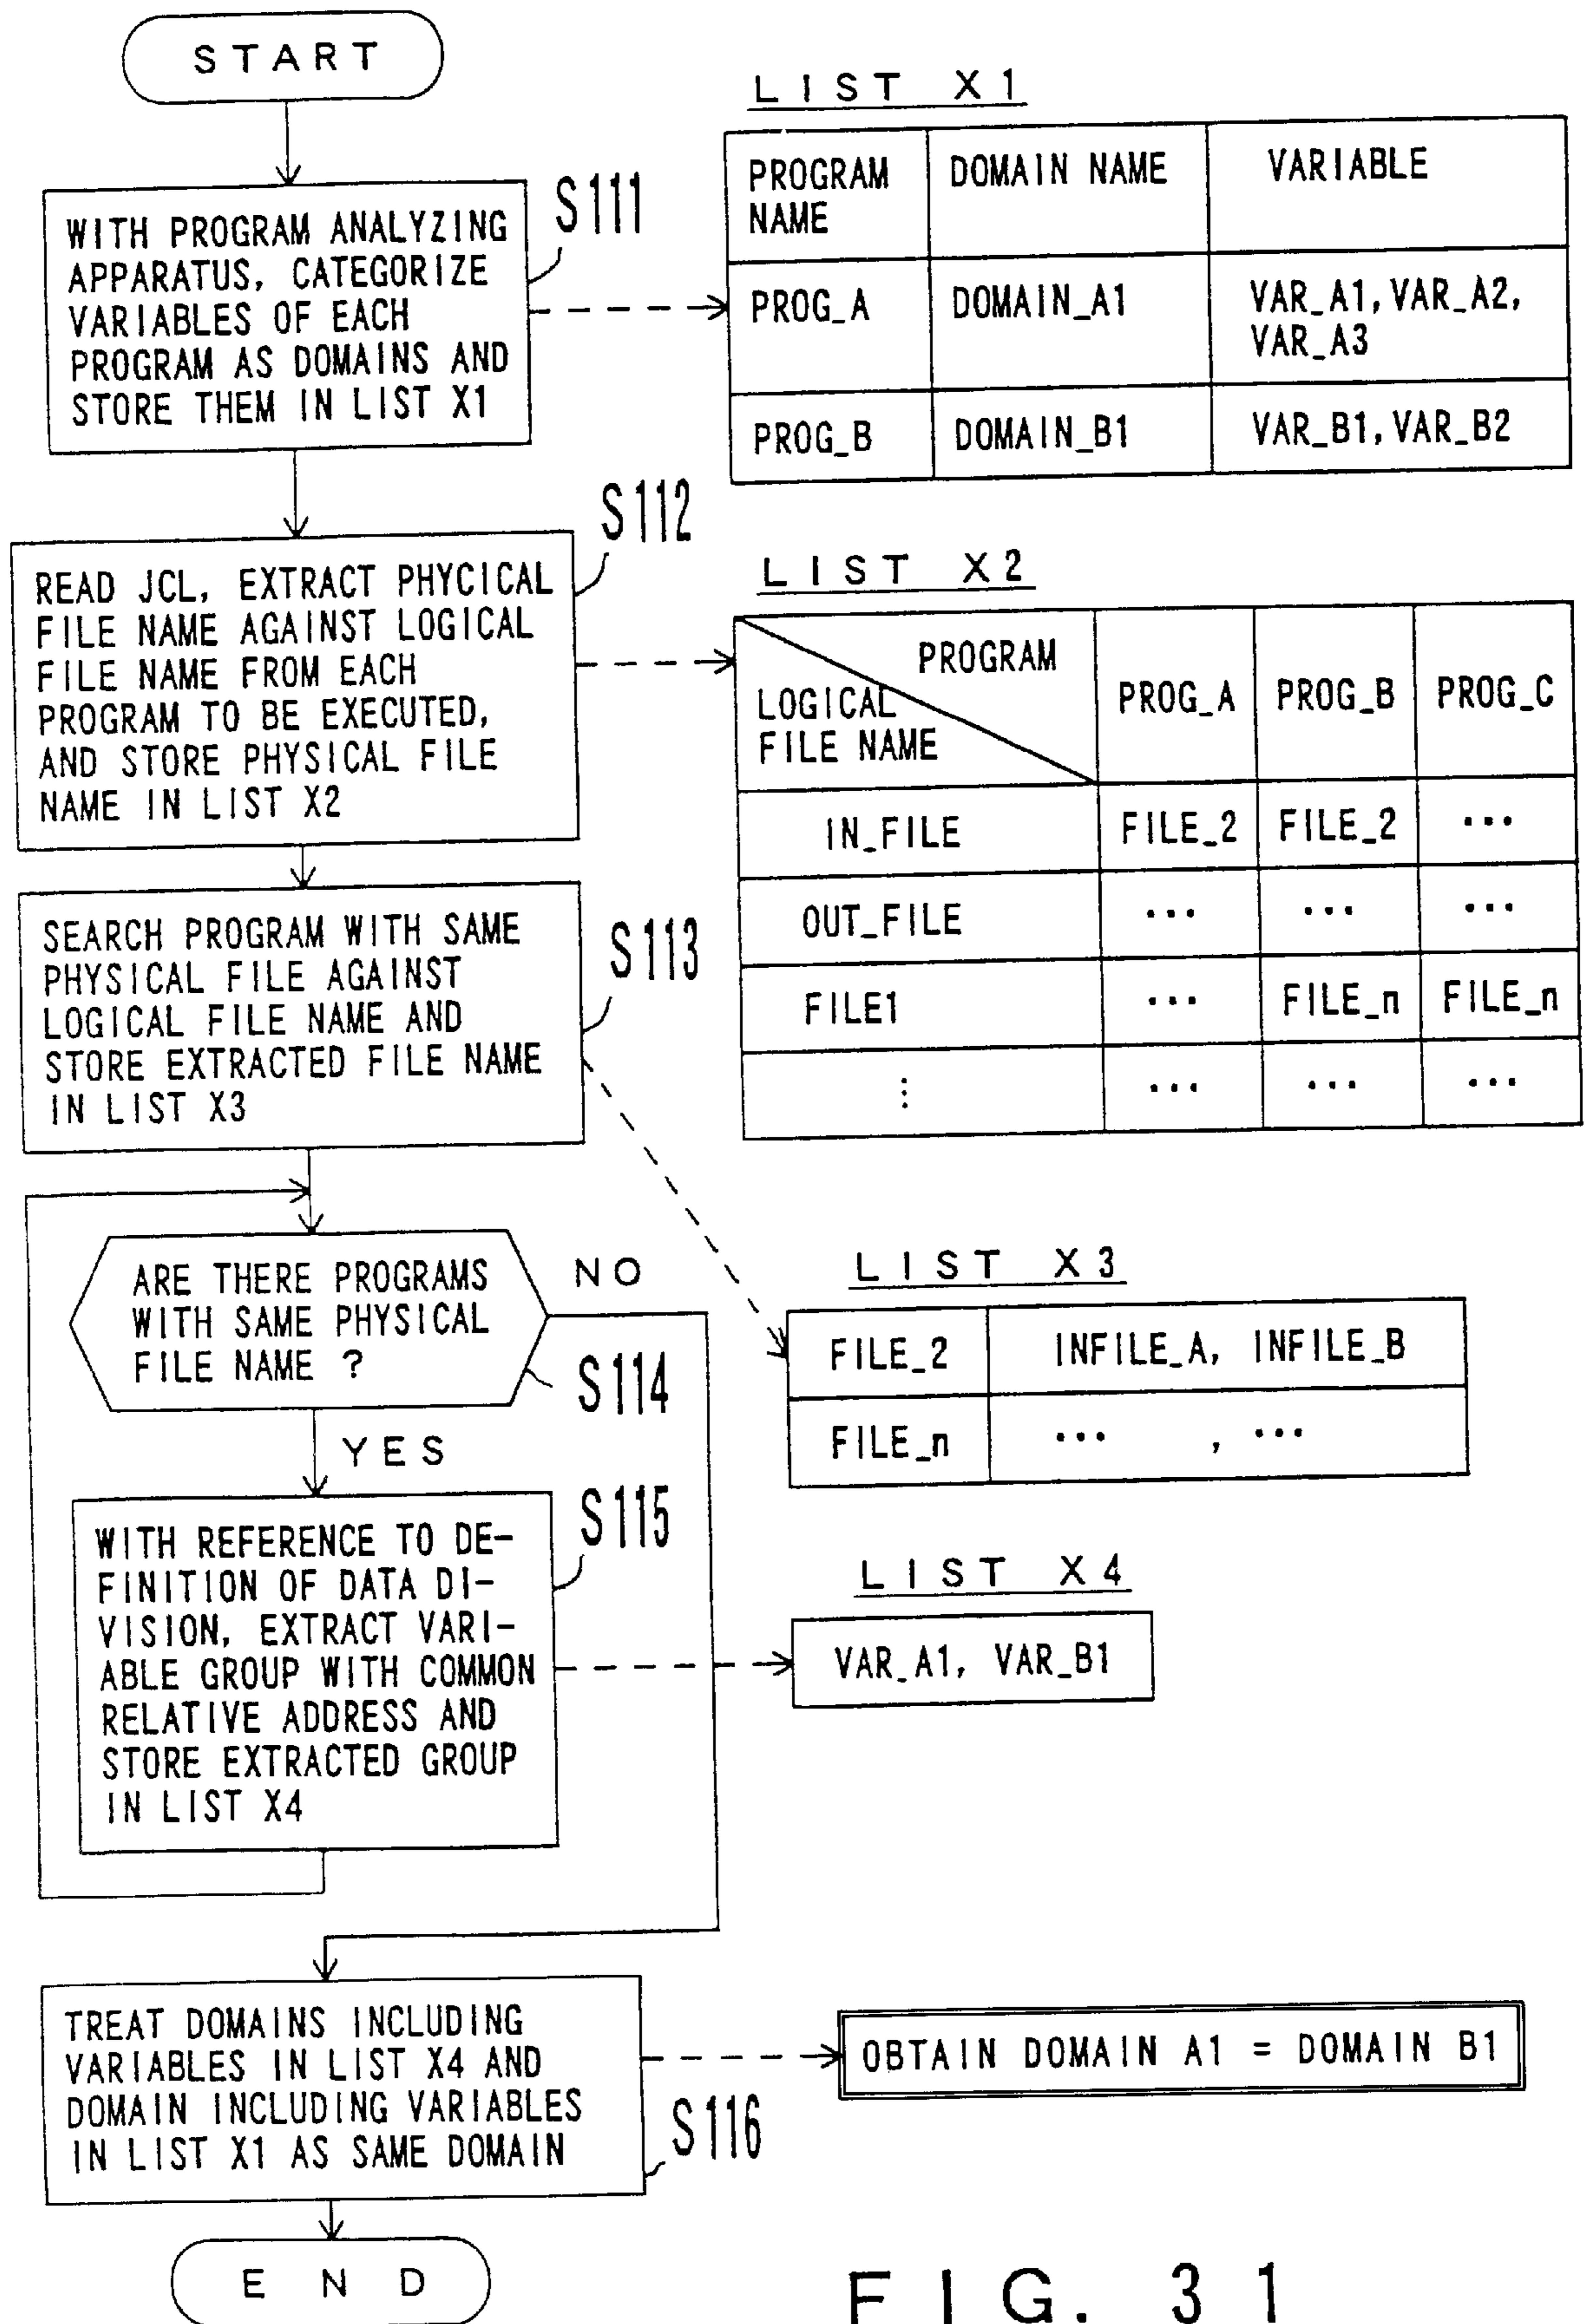 START
WITH PROGRAM ANALYZING
APPARATUS, CATEGORIZE
VARIABLES OF EACH
PROGRAM AS DOMAINS AND
STORE THEM IN LIST X1
S111
LIST X1
PROGRAM
NAME
DOMAIN NAME
VARIABLE
PROG_A
DOMAIN_A1
VAR_A1, VAR_A2,
VAR_A3
PROG_B
DOMAIN_B1
VAR_B1, VAR_B2
READ JCL, EXTRACT PHYCICAL
FILE NAME AGAINST LOGICAL
FILE NAME FROM EACH
PROGRAM TO BE EXECUTED,
AND STORE PHYSICAL FILE
NAME IN LIST X2
S112
LIST X2
PROGRAM
LOGICAL
FILE NAME
PROG_A
PROG_B
PROG_C
IN_FILE
FILE_2
FILE_2
...
OUT_FILE
...
...
...
FILE1
...
FILE_n
FILE_n
⋮
...
...
...
SEARCH PROGRAM WITH SAME
PHYSICAL FILE AGAINST
LOGICAL FILE NAME AND
STORE EXTRACTED FILE NAME
IN LIST X3
S113
ARE THERE PROGRAMS
WITH SAME PHYSICAL
FILE NAME ?
NO
S114
YES
LIST X3
FILE_2
INFILE_A, INFILE_B
FILE_n
... , ...
WITH REFERENCE TO DE-
FINITION OF DATA DI-
VISION, EXTRACT VARI-
ABLE GROUP WITH COMMON
RELATIVE ADDRESS AND
STORE EXTRACTED GROUP
IN LIST X4
S115
LIST X4
VAR_A1, VAR_B1
TREAT DOMAINS INCLUDING
VARIABLES IN LIST X4 AND
DOMAIN INCLUDING VARIABLES
IN LIST X1 AS SAME DOMAIN
S116
OBTAIN DOMAIN A1 = DOMAIN B1
END
FIG. 31